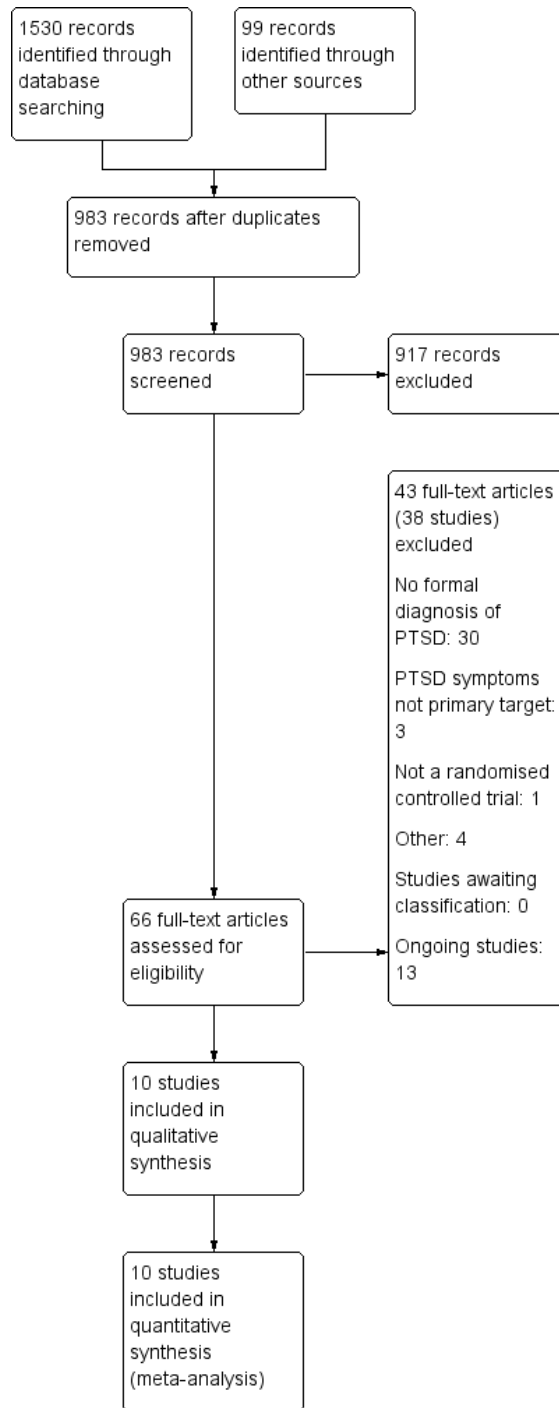 1530 records
identified through
database
searching
99 records
identified through
other sources
983 records after duplicates
removed
983 records
screened
917 records
excluded
43 full-text articles
(38 studies)
excluded
No formal
diagnosis of
PTSD: 30
PTSD symptoms
not primary target:
3
Not a randomised
controlled trial: 1
Other: 4
Studies awaiting
classification: 0
Ongoing studies:
13
66 full-text articles
assessed for
eligibility
10 studies
included in
qualitative
synthesis
10 studies
included in
quantitative
synthesis
(meta-analysis)